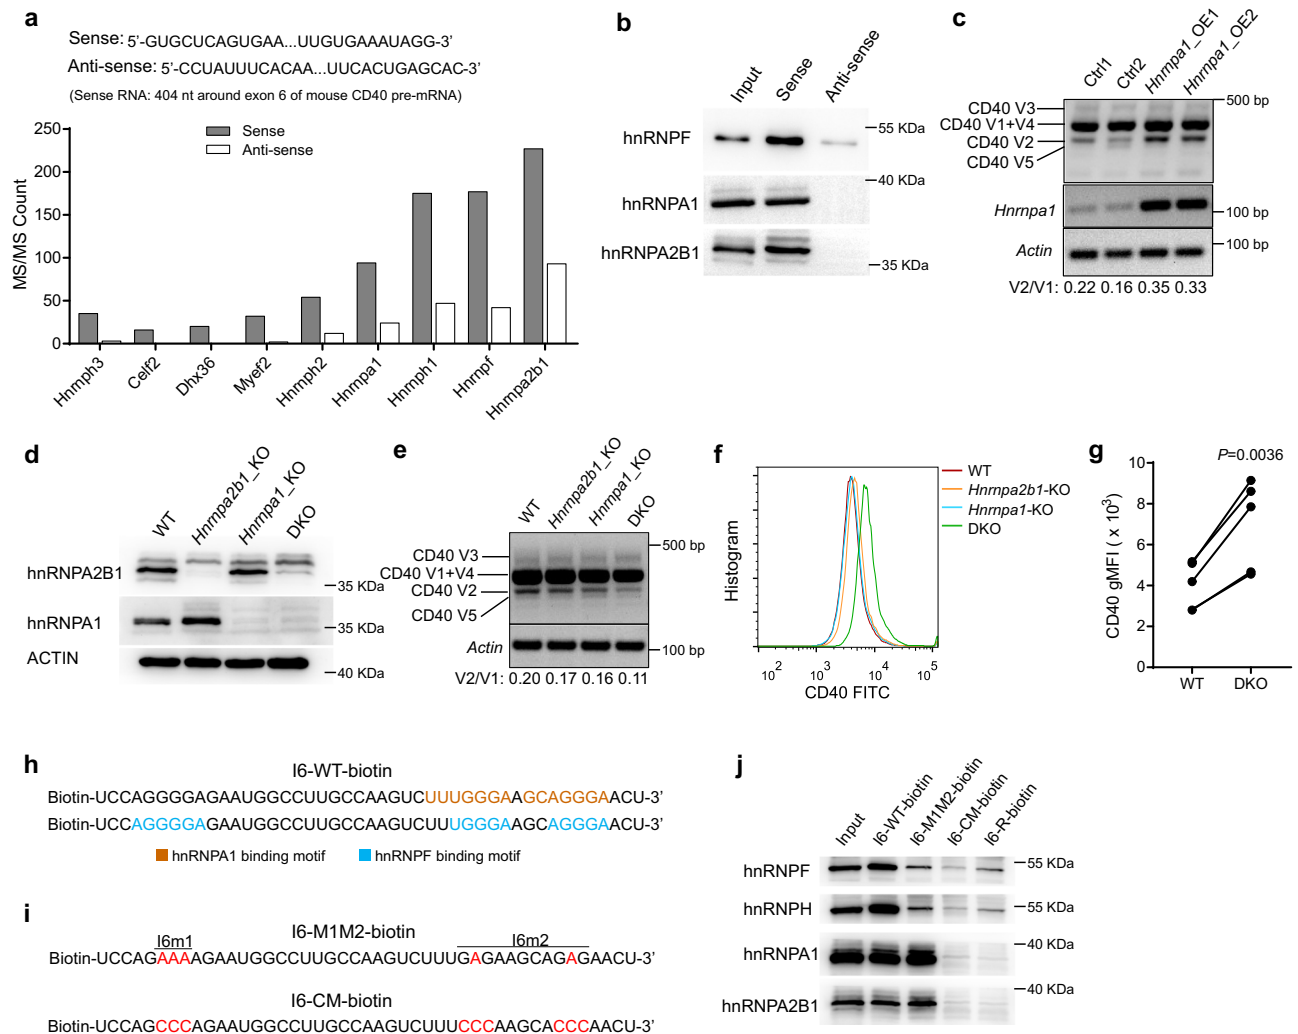 a
Sense: 5'-GUGCUCAGUGAA...UUGUGAAAUAGG-3'
Anti-sense: 5'-CCUAUUUCACAA...UUCACUGAGCAC-3'
(Sense RNA: 404 nt around exon 6 of mouse CD40 pre-mRNA)
Sense
Anti-sense
MS/MS Count
250
200
150
100
50
0
Hnrnph3
Celf2
Dhx36
Myef2
Hnrnph2
Hnrnpa1
Hnrnph1
Hnrnpf
Hnrnpa2b1
b
Input
Sense
Anti-sense
hnRNPF
55 KDa
40 KDa
hnRNPA1
hnRNPA2B1
35 KDa
c
Ctrl1
Ctrl2
Hnrnpa1_OE1
Hnrnpa1_OE2
CD40 V3
CD40 V1+V4
CD40 V2
CD40 V5
500 bp
Hnrnpa1
100 bp
Actin
100 bp
V2/V1: 0.22 0.16 0.35 0.33
d
WT
Hnrnpa2b1_KO
Hnrnpa1_KO
DKO
hnRNPA2B1
35 KDa
hnRNPA1
35 KDa
ACTIN
40 KDa
e
WT
Hnrnpa2b1_KO
Hnrnpa1_KO
DKO
CD40 V3
CD40 V1+V4
CD40 V2
CD40 V5
500 bp
Actin
100 bp
V2/V1: 0.20 0.17 0.16 0.11
f
WT
Hnrnpa2b1-KO
Hnrnpa1-KO
DKO
Histogram
10² 10³ 10⁴ 10⁵
CD40 FITC
g
P=0.0036
CD40 gMFI ( x 10³)
10
8
6
4
2
0
WT DKO
h
I6-WT-biotin
Biotin-UCCAGGGGAGAAUGGCCUUGCCAAGUCUUUGGGAAGCAGGGAACU-3'
Biotin-UCCAGGGGAGAAUGGCCUUGCCAAGUCUUUGGGAAGCAGGGAACU-3'
hnRNPA1 binding motif
hnRNPF binding motif
i
I6m1
I6-M1M2-biotin
I6m2
Biotin-UCCAGAAAAGAAUGGCCUUGCCAAGUCUUUGAGAAGCAGAGAACU-3'
I6-CM-biotin
Biotin-UCCAGCCCAGAAUGGCCUUGCCAAGUCUUUCCCAAGCACCCAACU-3'
j
Input
I6-WT-biotin
I6-M1M2-biotin
I6-CM-biotin
I6-R-biotin
hnRNPF
55 KDa
hnRNPH
55 KDa
hnRNPA1
40 KDa
hnRNPA2B1
40 KDa